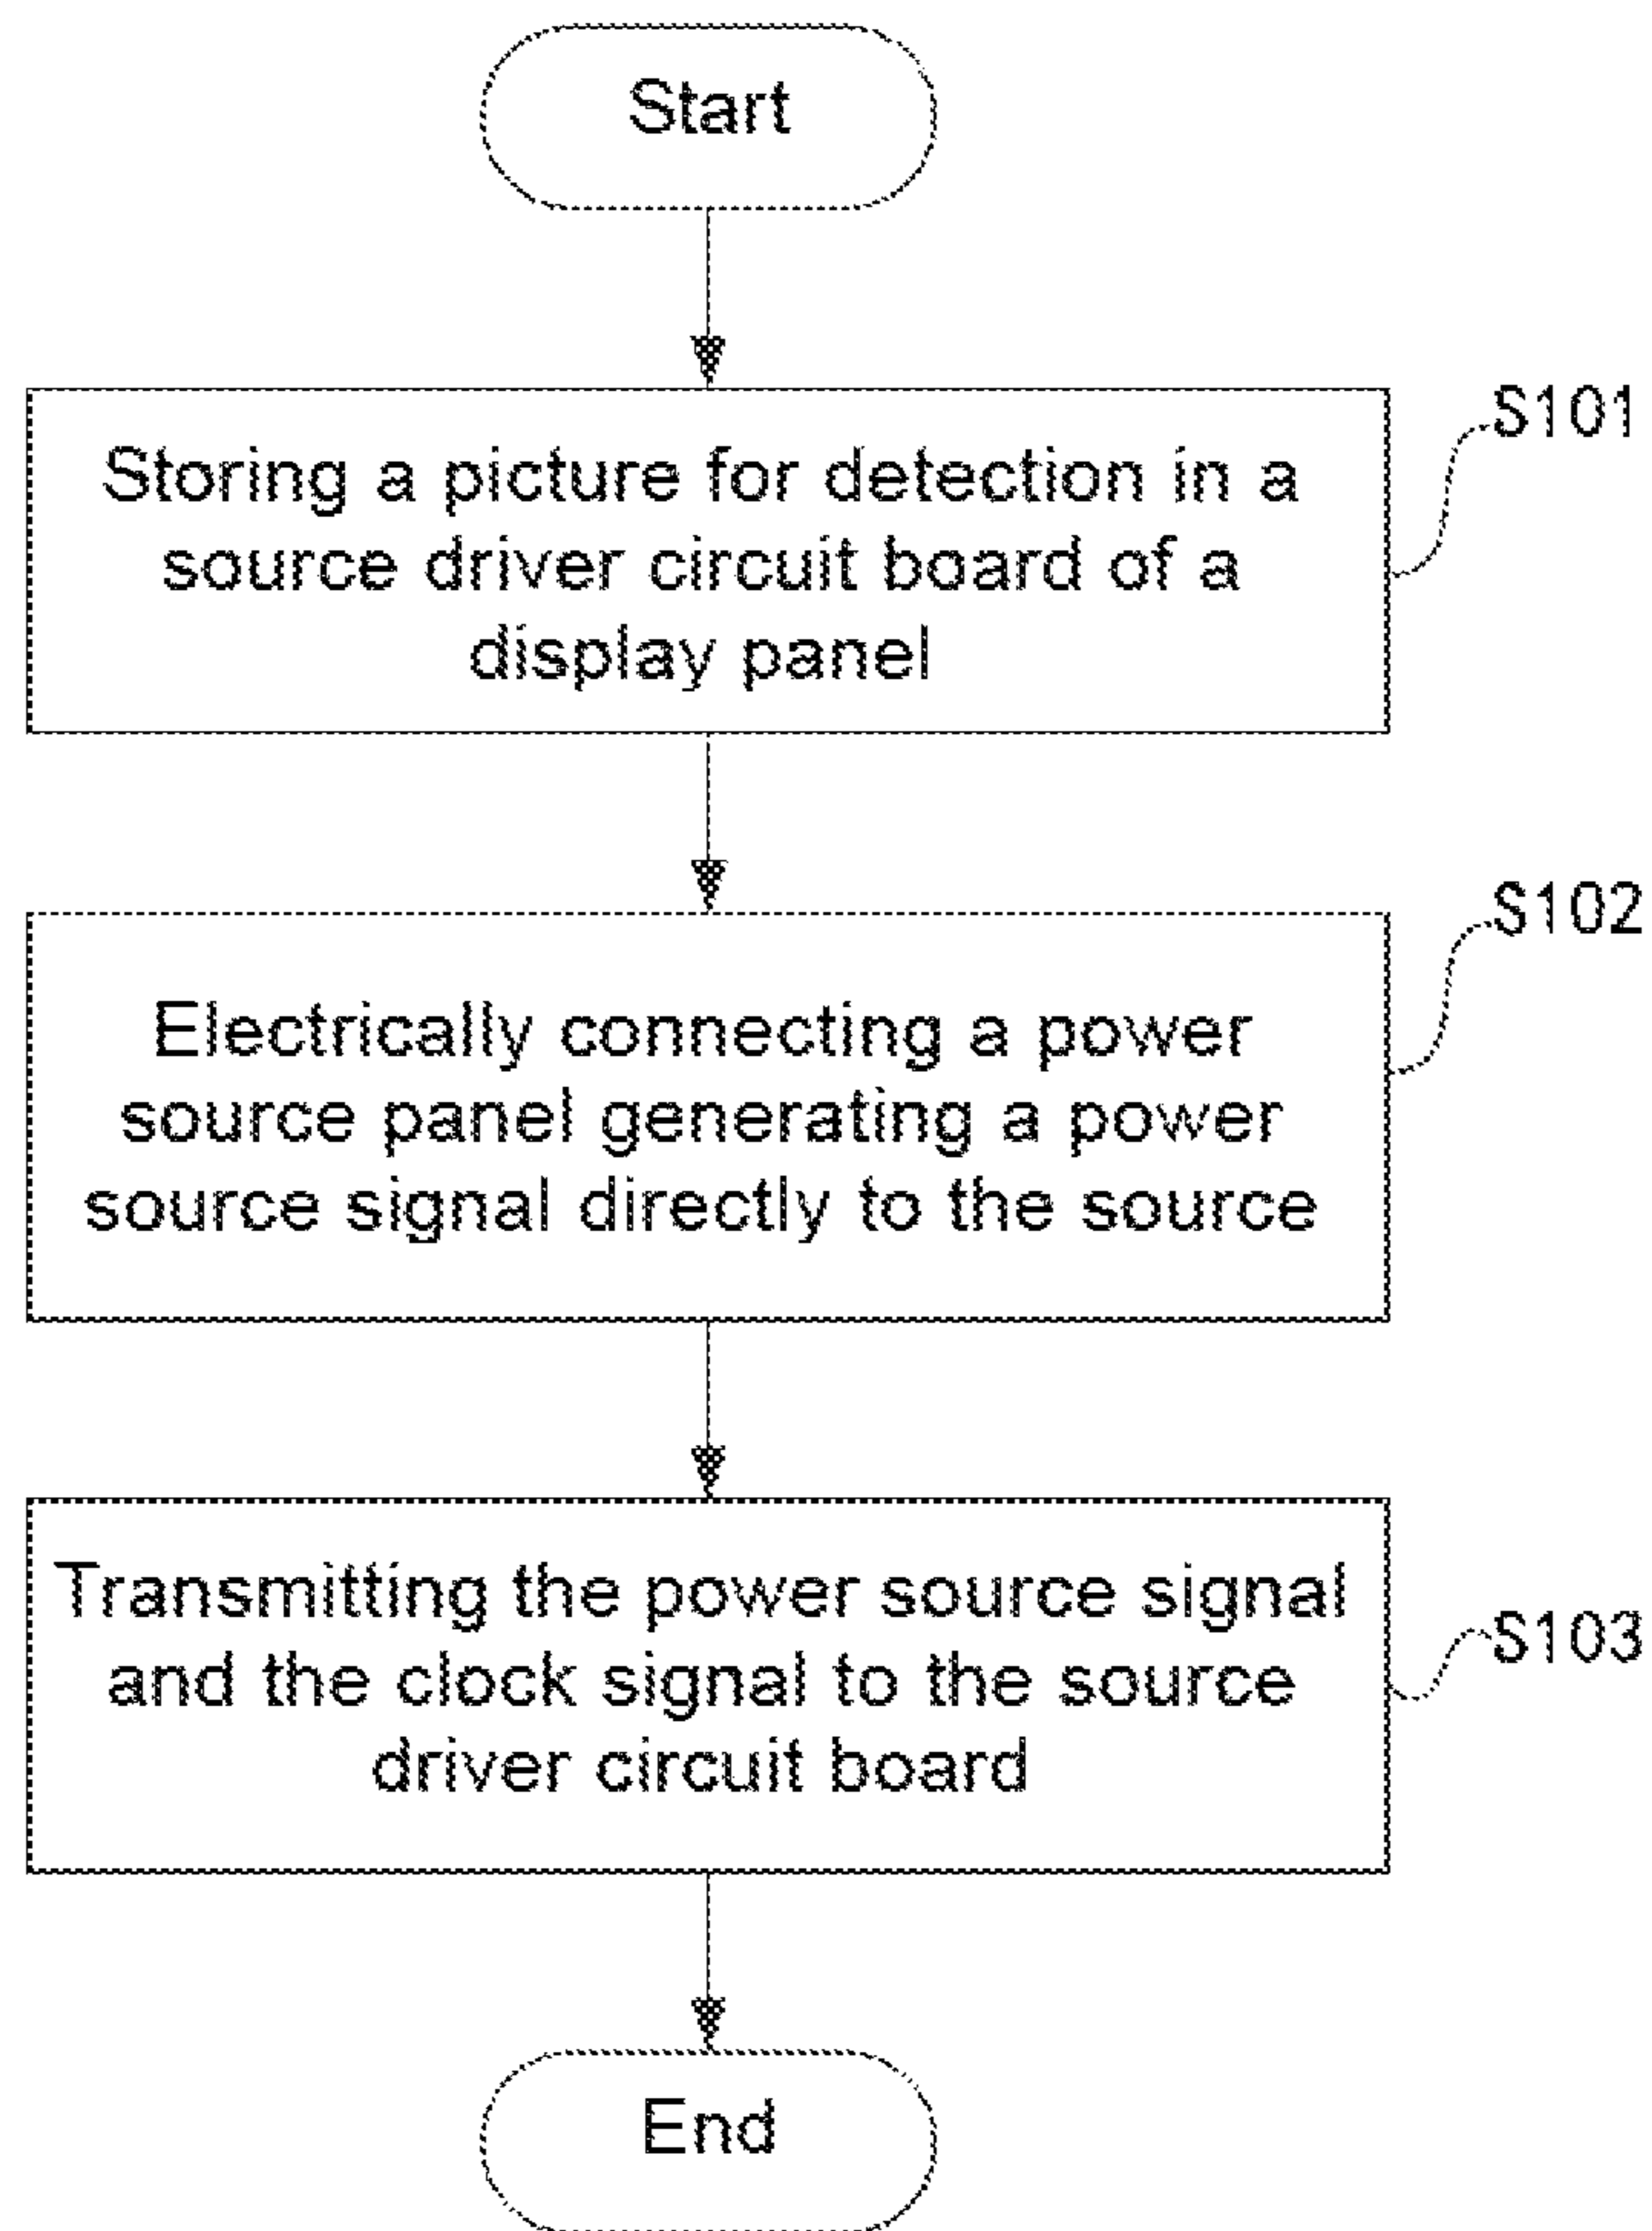 Start
Storing a picture for detection in a
source driver circuit board of a
display panel
S101
Electrically connecting a power
source panel generating a power
source signal directly to the source
S102
Transmitting the power source signal
and the clock signal to the source
driver circuit board
S103
End